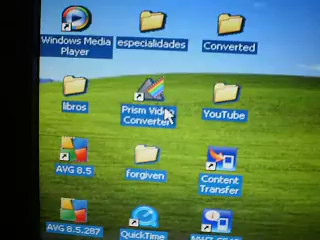 Windows Media
Player
especialidades
Converted
libros
Prism Video
Converter
YouTube
AVG 8.5
forgiven
Content
Transfer
AVG 8.5.287
QuickTime